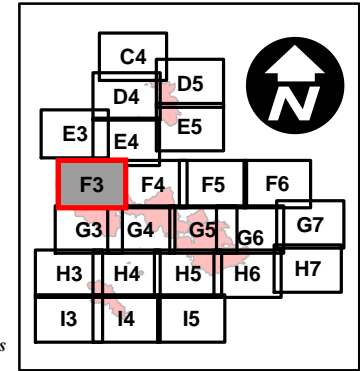 C4
D4 D5
E3 E4 E5
N
F3 F4 F5 F6
G3 G4 G5 G6 G7
H3 H4 H5 H6 H7
I3 I4 I5
s